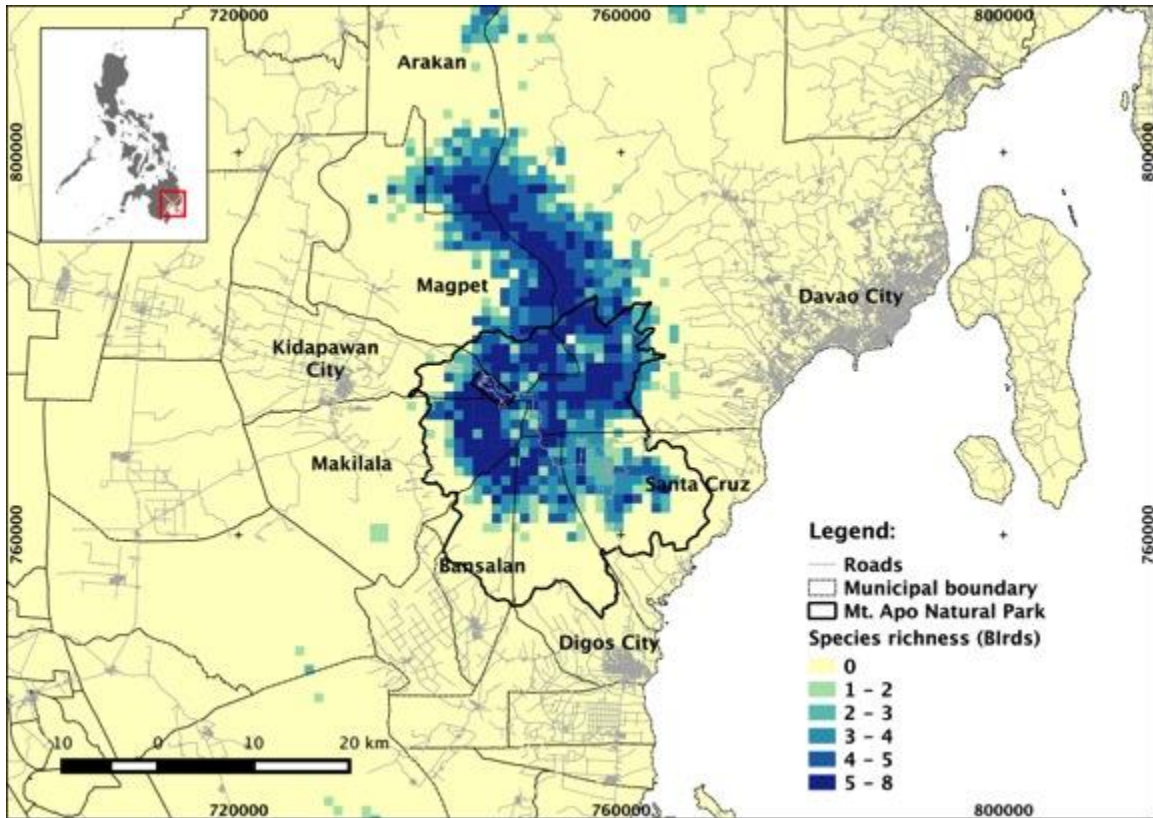 720000
760000
800000
Arakan
800000
800000
Magpet
Davao City
Kidapawan
City
Makilala
Santa Cruz
760000
760000
Bansalan
Digos City
Legend:
Roads
Municipal boundary
Mt. Apo Natural Park
Species richness (BIrds)
0
1 - 2
2 - 3
3 - 4
4 - 5
5 - 8
10 0 10 20 km
720000
760000
800000